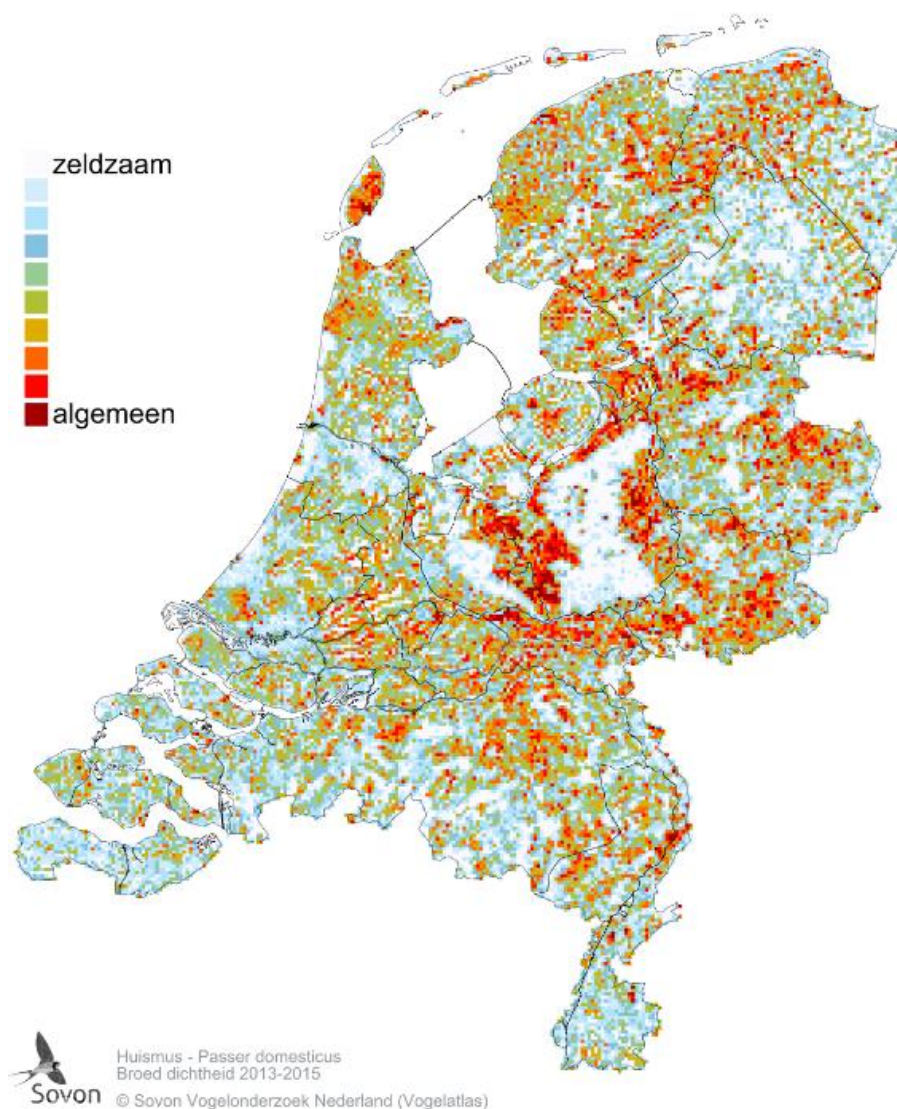 zeldzaam
algemeen
Sovon
Huismus - Passer domesticus
Broed dichtheid 2013-2015
© Sovon Vogelonderzoek Nederland (Vogelatlas)